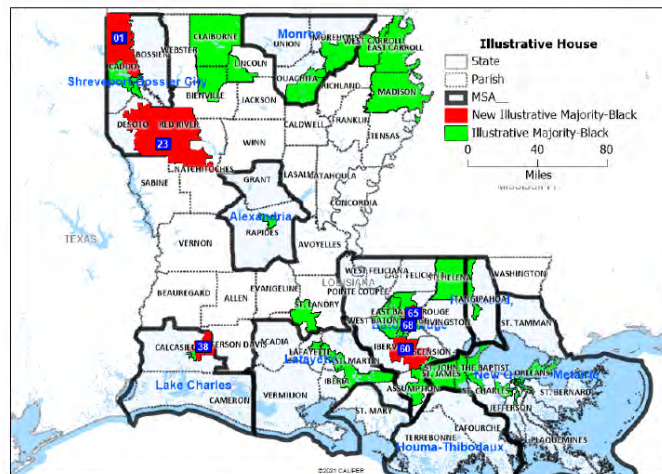 Illustrative House
State
Parish
MSA__
New Illustrative Majority-Black
Illustrative Majority-Black
0 40 80
Miles
01
CADDO
BOSSIER
WEBSTER
CLAIBORNE
LINCOLN
UNION
Monroe
MOREHOUSE
WEST CARROLL
EAST CARROLL
Shreveport-Bossier City
BIENVILLE
JACKSON
OUACHITA
RICHLAND
MADISON
DESOTO
RED RIVER
23
WINN
CALDWELL
FRANKLIN
TENSAS
NATCHITOCHES
SABINE
GRANT
LASALLE
CATAHOULA
CONCORDIA
MISSISSIPPI
TEXAS
Alexandria
RAPIDES
VERNON
AVOYELLES
LOUISIANA
BEAUREGARD
ALLEN
EVANGELINE
ST. LANDRY
POINTE COUPEE
WEST FELICIANA
EAST FELICIANA
ST. HELENA
TANGIPAHOA
WASHINGTON
EAST BATON ROUGE
65
68
WEST BATON
LIVINGSTON
ST. TAMMAN
CALCASIEU
38
JEFFERSON DAVIS
ACADIA
LAFAYETTE
Lafayette
ST. MARTIN
IBERVILLE
60
ASCENSION
Lake Charles
CAMERON
VERMILION
IBERIA
ASSUMPTION
ST. JAMES
ST. JOHN THE BAPTIST
ORLEANS
Metairie
ST. CHARLES
ST. BERNARD
JEFFERSON
PLAQUEMINES
ST. MARY
LAFOURCHE
TERREBONNE
Houma-Thibodaux
©2021 CALIPER